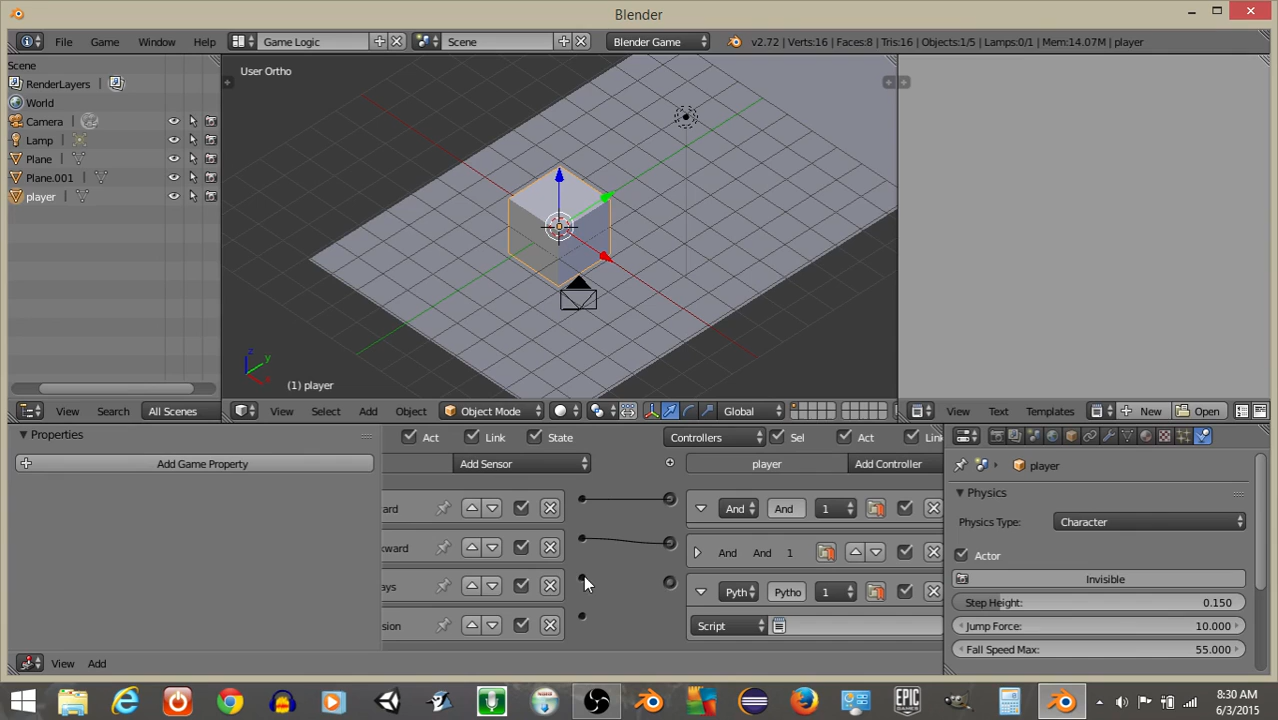 Blender
File Game Window Help Game Logic Scene Blender Game v2.72 | Verts:16 | Faces:8 | Tris:16 | Objects:1/5 | Lamps:0/1 | Mem:14.07M | player
Scene
RenderLayers |
World
Camera
Lamp
Plane
Plane.001
player
User Ortho
z
y
x
(1) player
View Search All Scenes
View Select Add Object Object Mode Global
View Text Templates New Open
Properties
Add Game Property
Act Link State
Add Sensor
ard
kward
ays
sion
Controllers Sel Act Link
player Add Controller
And And 1
And And 1
Pyth Pytho 1
Script
player
Physics
Physics Type: Character
Actor
Invisible
Step Height: 0.150
Jump Force: 10.000
Fall Speed Max: 55.000
View Add
EPIC
GAMES
8:30 AM
6/3/2015